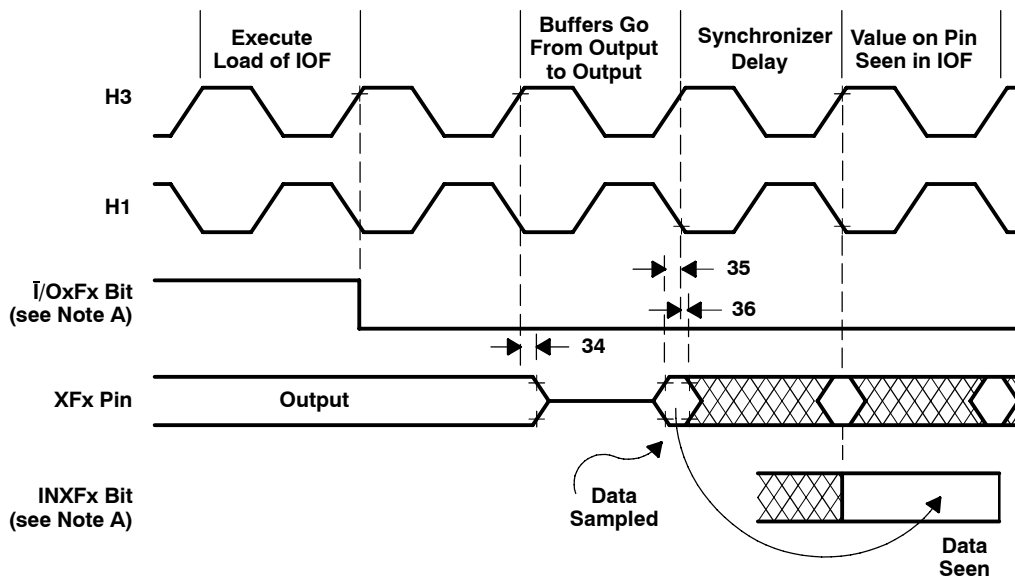 Execute
Load of IOF
Buffers Go
From Output
to Output
Synchronizer
Delay
Value on Pin
Seen in IOF
H3
H1
Ī/OxFx Bit
(see Note A)
35
36
34
XFx Pin
Output
INXFx Bit
(see Note A)
Data
Sampled
Data
Seen